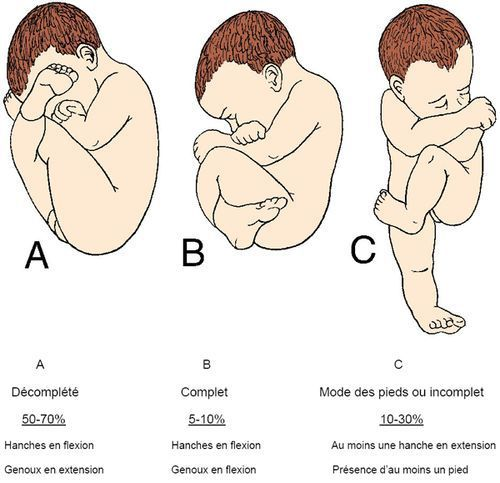 A B C
A B C
Décomplété Complet Mode des pieds ou incomplet
50-70% 5-10% 10-30%
Hanches en flexion Hanches en flexion Au moins une hanche en extension
Genoux en extension Genoux en flexion Présence d'au moins un pied